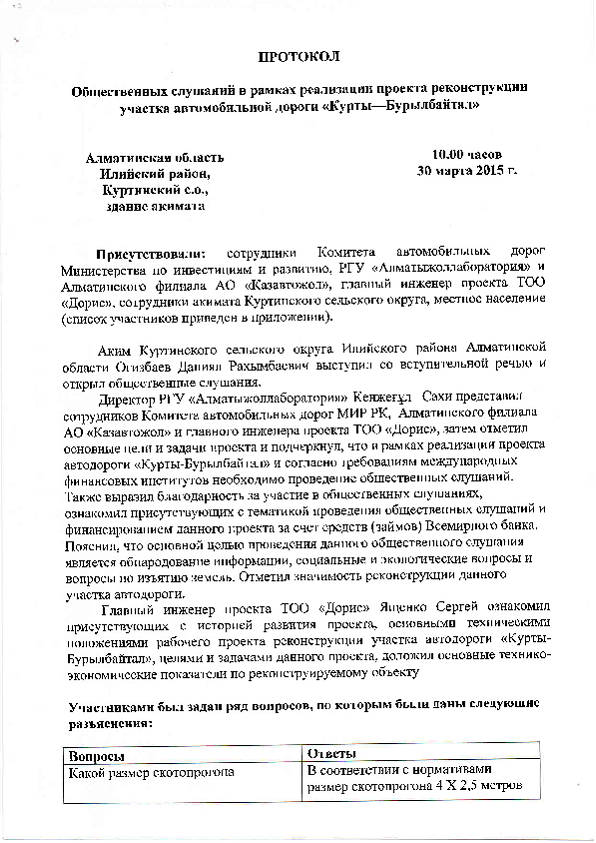 ПРОТОКОЛ
Общественных слушаний в рамках реализации проекта реконструкции
участка автомобильной дороги «Курты—Бурылбайтал»
Алматинская область
Илийский район,
Куртинский с.о.,
здание акимата
10.00 часов
30 марта 2015 г.
Присутствовали: сотрудники Комитета автомобильных дорог
Министерства по инвестициям и развитию, РГУ «Алматыжоллаборатория» и
Алматинского филиала АО «Казавтожол», главный инженер проекта ТОО
«Дорис», сотрудники акимата Куртинского сельского округа, местное население
(список участников приведен в приложении).
Аким Куртинского сельского округа Илийского района Алматинской
области Огизбаев Даниял Рахымбаевич выступил со вступительной речью и
открыл общественные слушания.
Директор РГУ «Алматыжоллаборатория» Кенжеғұл Сахи представил
сотрудников Комитета автомобильных дорог МИР РК, Алматинского филиала
АО «Казавтожол» и главного инженера проекта ТОО «Дорис», затем отметил
основные цели и задачи проекта и подчеркнул, что в рамках реализации проекта
автодороги «Курты-Бурылбайтал» и согласно требованиям международных
финансовых институтов необходимо проведение общественных слушаний.
Также выразил благодарность за участие в общественных слушаниях,
ознакомил присутствующих с тематикой проведения общественных слушаний и
финансированием данного проекта за счет средств (займов) Всемирного банка.
Пояснил, что основной целью проведения данного общественного слушания
является обнародование информации, социальные и экологические вопросы и
вопросы по изъятию земель. Отметил значимость реконструкции данного
участка автодороги.
Главный инженер проекта ТОО «Дорис» Ященко Сергей ознакомил
присутствующих с историей развития проекта, основными техническими
положениями рабочего проекта реконструкции участка автодороги «Курты-
Бурылбайтал», целями и задачами данного проекта, доложил основные технико-
экономические показатели по реконструируемому объекту
Участниками был задан ряд вопросов, по которым были даны следующие
разъяснения:
Вопросы
Ответы
Какой размер скотопрогона
В соответствии с нормативами
размер скотопрогона 4 Х 2,5 метров